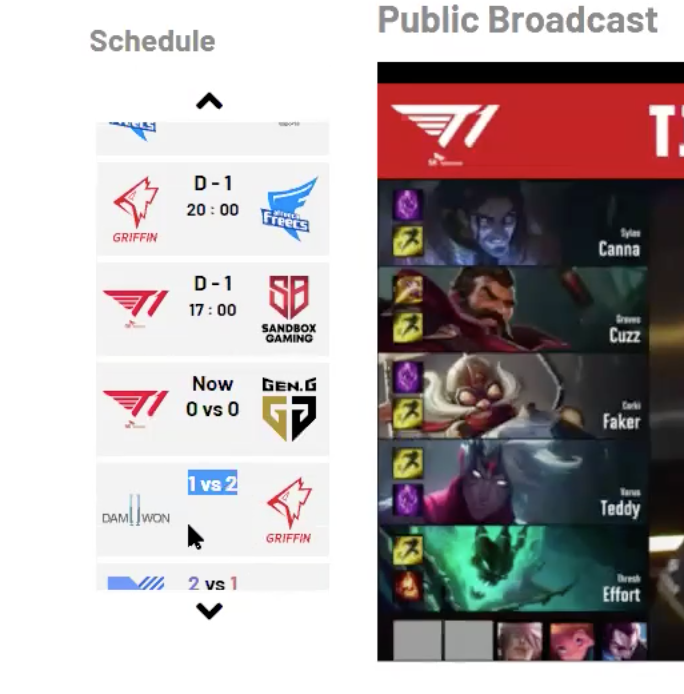 Public Broadcast
Schedule
Freecs
D - 1
20 : 00
GRIFFIN
Freecs
D - 1
17 : 00
T1
SANDBOX
GAMING
Now
0 vs 0
T1
GEN.G
1 vs 2
DAMWON
GRIFFIN
2 vs 1
T1
T1
Sylas
Canna
Graves
Cuzz
Corki
Faker
Varus
Teddy
Thresh
Effort